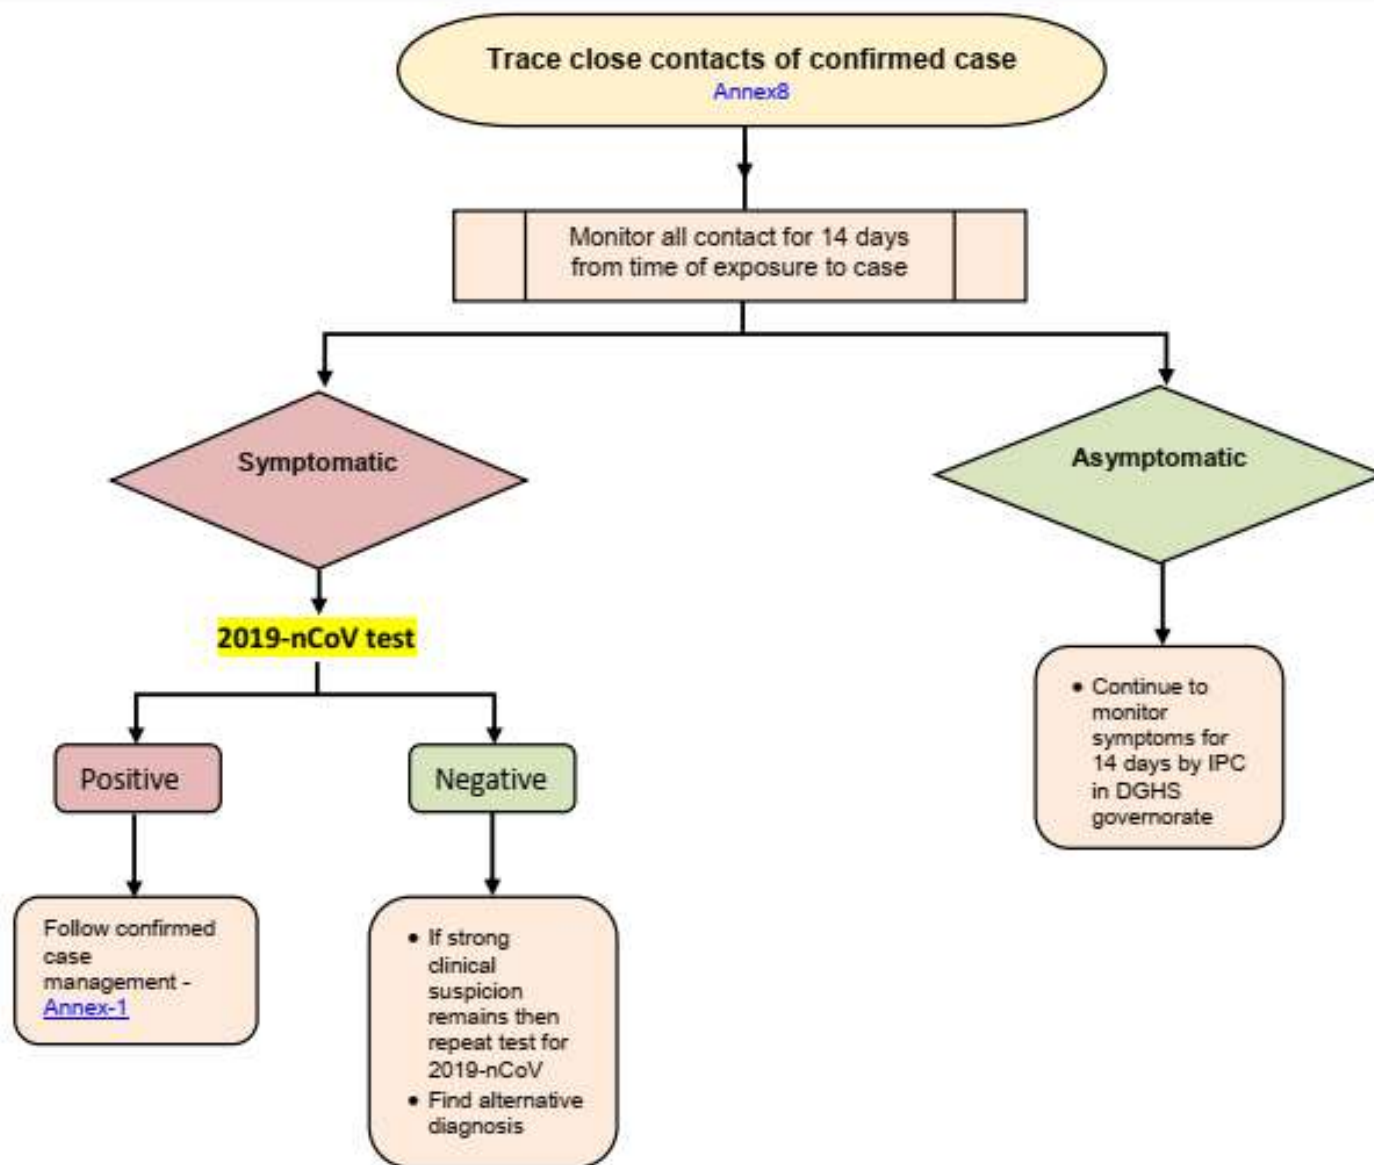 Trace close contacts of confirmed case
Annex8
Monitor all contact for 14 days
from time of exposure to case
Symptomatic
Asymptomatic
2019-nCoV test
Positive
Negative
• Continue to
monitor
symptoms for
14 days by IPC
in DGHS
governorate
Follow confirmed
case
management -
Annex-1
• If strong
clinical
suspicion
remains then
repeat test for
2019-nCoV
• Find alternative
diagnosis